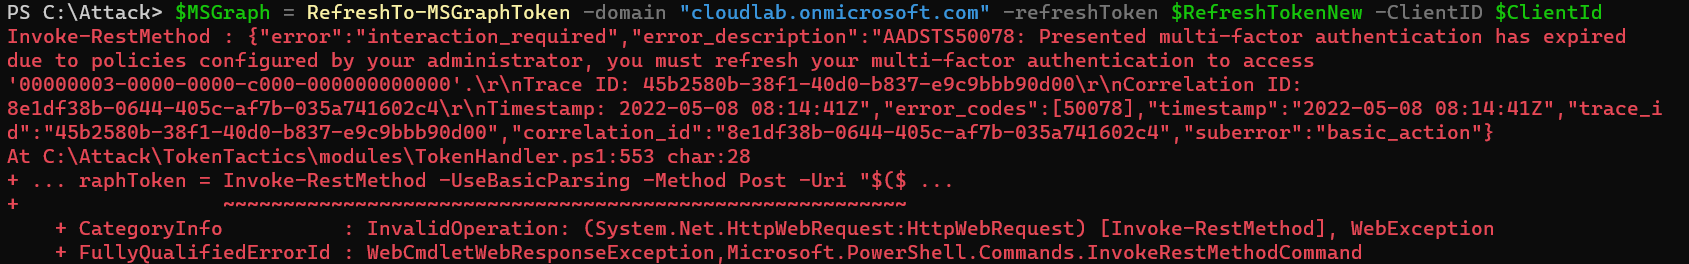 PS C:\Attack> $MSGraph = RefreshTo-MSGraphToken -domain "cloudlab.onmicrosoft.com" -refreshToken $RefreshTokenNew -ClientID $ClientId
Invoke-RestMethod : {"error":"interaction_required","error_description":"AADSTS50078: Presented multi-factor authentication has expired
due to policies configured by your administrator, you must refresh your multi-factor authentication to access
'00000003-0000-0000-c000-000000000000'.\r\nTrace ID: 45b2580b-38f1-40d0-b837-e9c9bbb90d00\r\nCorrelation ID:
8e1df38b-0644-405c-af7b-035a741602c4\r\nTimestamp: 2022-05-08 08:14:41Z","error_codes":[50078],"timestamp":"2022-05-08 08:14:41Z","trace_i
d":"45b2580b-38f1-40d0-b837-e9c9bbb90d00","correlation_id":"8e1df38b-0644-405c-af7b-035a741602c4","suberror":"basic_action"}
At C:\Attack\TokenTactics\modules\TokenHandler.ps1:553 char:28
+ ... raphToken = Invoke-RestMethod -UseBasicParsing -Method Post -Uri "$($ ...
+                 ~~~~~~~~~~~~~~~~~~~~~~~~~~~~~~~~~~~~~~~~~~~~~~~~~~~~~~~~~
    + CategoryInfo          : InvalidOperation: (System.Net.HttpWebRequest:HttpWebRequest) [Invoke-RestMethod], WebException
    + FullyQualifiedErrorId : WebCmdletWebResponseException,Microsoft.PowerShell.Commands.InvokeRestMethodCommand